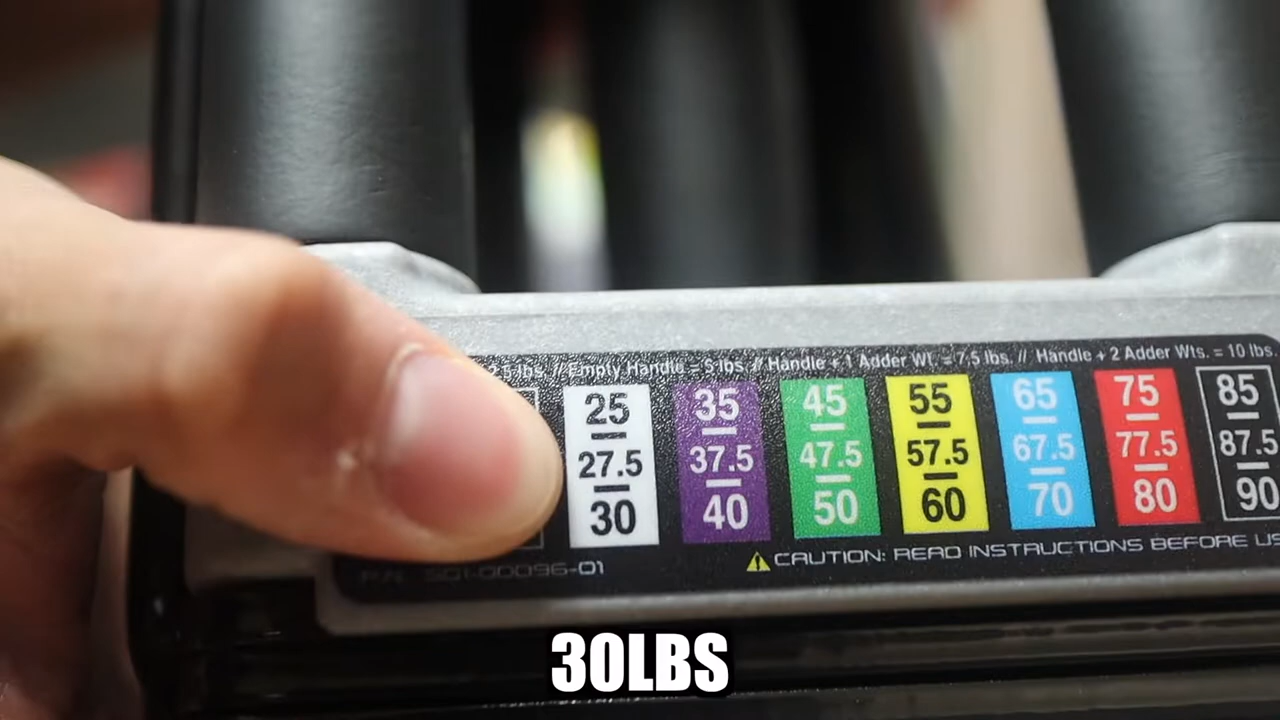 2.5 lbs. // Empty Handle = 5 lbs // Handle + 1 Adder Wt. = 7.5 lbs. // Handle + 2 Adder Wts. = 10 lbs.
25 35 45 55 65 75 85
27.5 37.5 47.5 57.5 67.5 77.5 87.5
30 40 50 60 70 80 90
CAUTION: READ INSTRUCTIONS BEFORE US
P/N S01-00096-01
30LBS